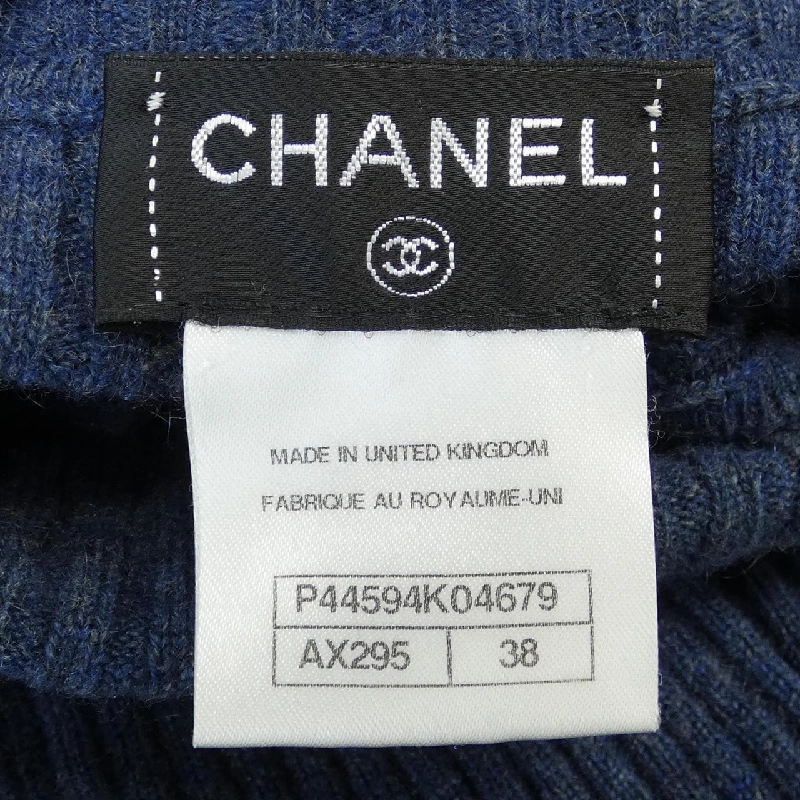 CHANEL
MADE IN UNITED KINGDOM
FABRIQUE AU ROYAUME-UNI
P44594K04679
AX295 38